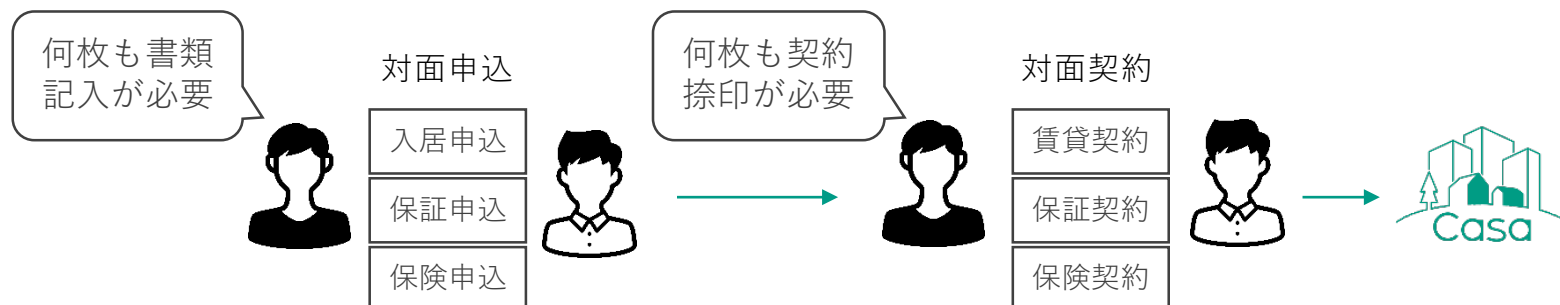 何枚も書類
記入が必要
対面申込
入居申込
保証申込
保険申込
何枚も契約
捺印が必要
対面契約
賃貸契約
保証契約
保険契約
Casa